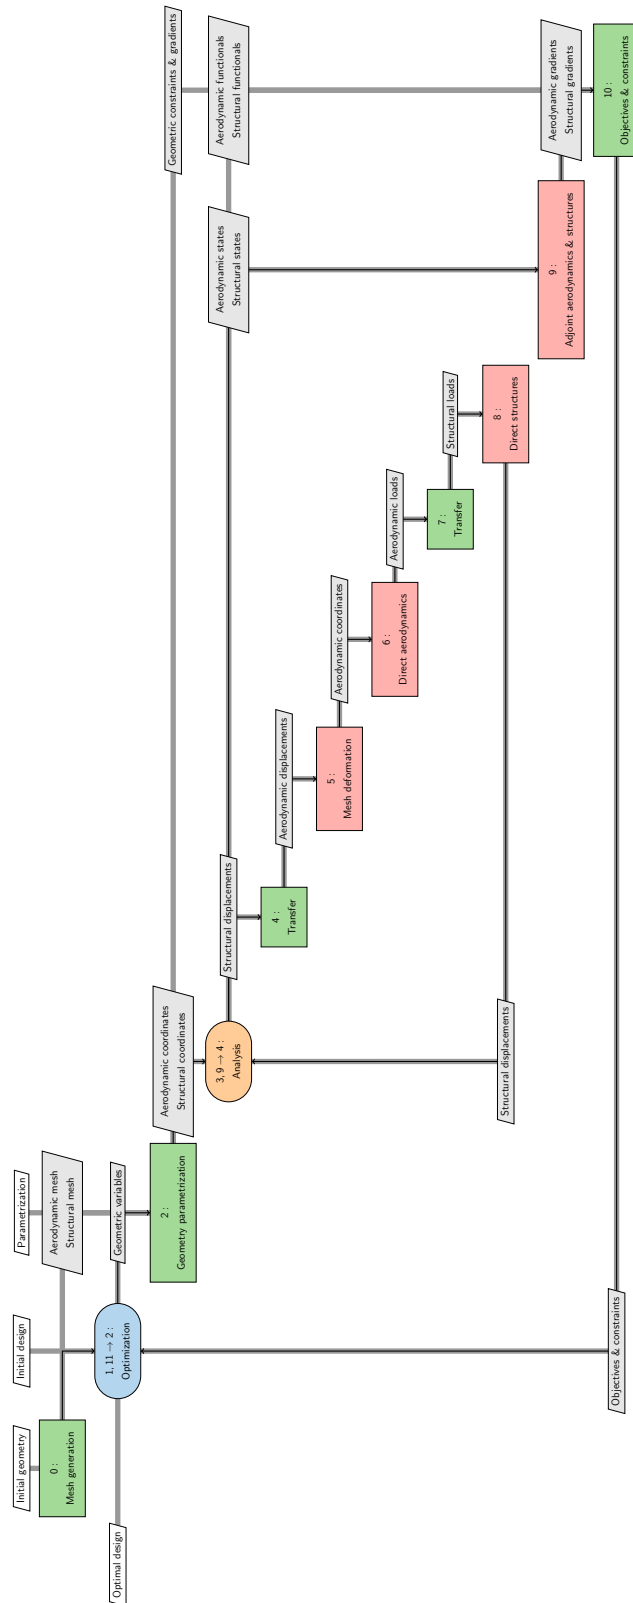 Initial geometry
Initial design
Parametrization
0 :
Mesh generation
Aerodynamic mesh
Structural mesh
Optimal design
1, 11 → 2 :
Optimization
Geometric variables
2 :
Geometry parametrization
Aerodynamic coordinates
Structural coordinates
Geometric constraints & gradients
3, 9 → 4 :
Analysis
Structural displacements
Aerodynamic states
Structural states
Aerodynamic functionals
Structural functionals
4 :
Transfer
Aerodynamic displacements
5 :
Mesh deformation
Aerodynamic coordinates
6 :
Direct aerodynamics
Aerodynamic loads
7 :
Transfer
Structural loads
Structural displacements
8 :
Direct structures
9 :
Adjoint aerodynamics & structures
Aerodynamic gradients
Structural gradients
Objectives & constraints
10 :
Objectives & constraints